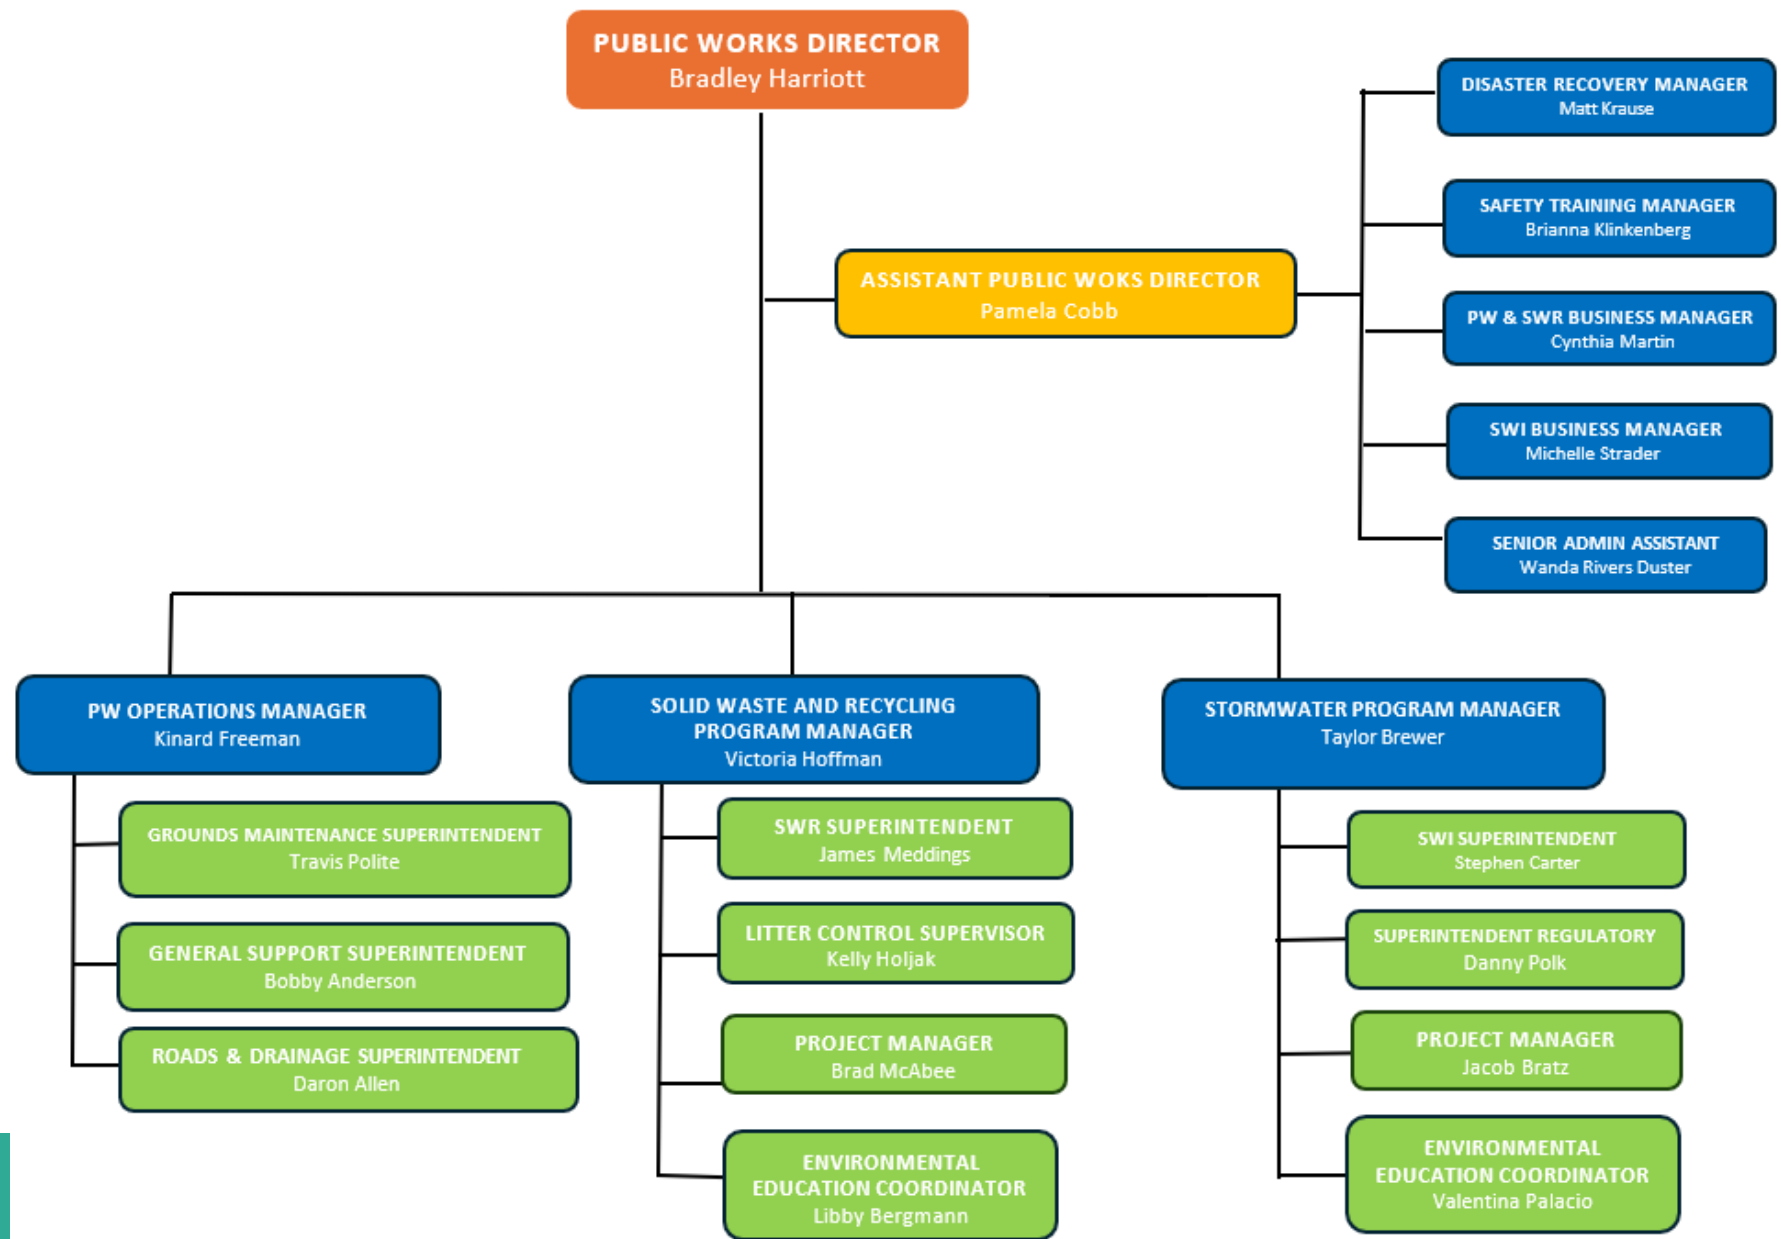 PUBLIC WORKS DIRECTOR
Bradley Harriott
DISASTER RECOVERY MANAGER
Matt Krause
SAFETY TRAINING MANAGER
Brianna Klinkenberg
ASSISTANT PUBLIC WOKS DIRECTOR
Pamela Cobb
PW & SWR BUSINESS MANAGER
Cynthia Martin
SWI BUSINESS MANAGER
Michelle Strader
SENIOR ADMIN ASSISTANT
Wanda Rivers Duster
PW OPERATIONS MANAGER
Kinard Freeman
GROUNDS MAINTENANCE SUPERINTENDENT
Travis Polite
GENERAL SUPPORT SUPERINTENDENT
Bobby Anderson
ROADS & DRAINAGE SUPERINTENDENT
Daron Allen
SOLID WASTE AND RECYCLING
PROGRAM MANAGER
Victoria Hoffman
SWR SUPERINTENDENT
James Meddings
LITTER CONTROL SUPERVISOR
Kelly Holjak
PROJECT MANAGER
Brad McAbee
ENVIRONMENTAL
EDUCATION COORDINATOR
Libby Bergmann
STORMWATER PROGRAM MANAGER
Taylor Brewer
SWI SUPERINTENDENT
Stephen Carter
SUPERINTENDENT REGULATORY
Danny Polk
PROJECT MANAGER
Jacob Bratz
ENVIRONMENTAL
EDUCATION COORDINATOR
Valentina Palacio